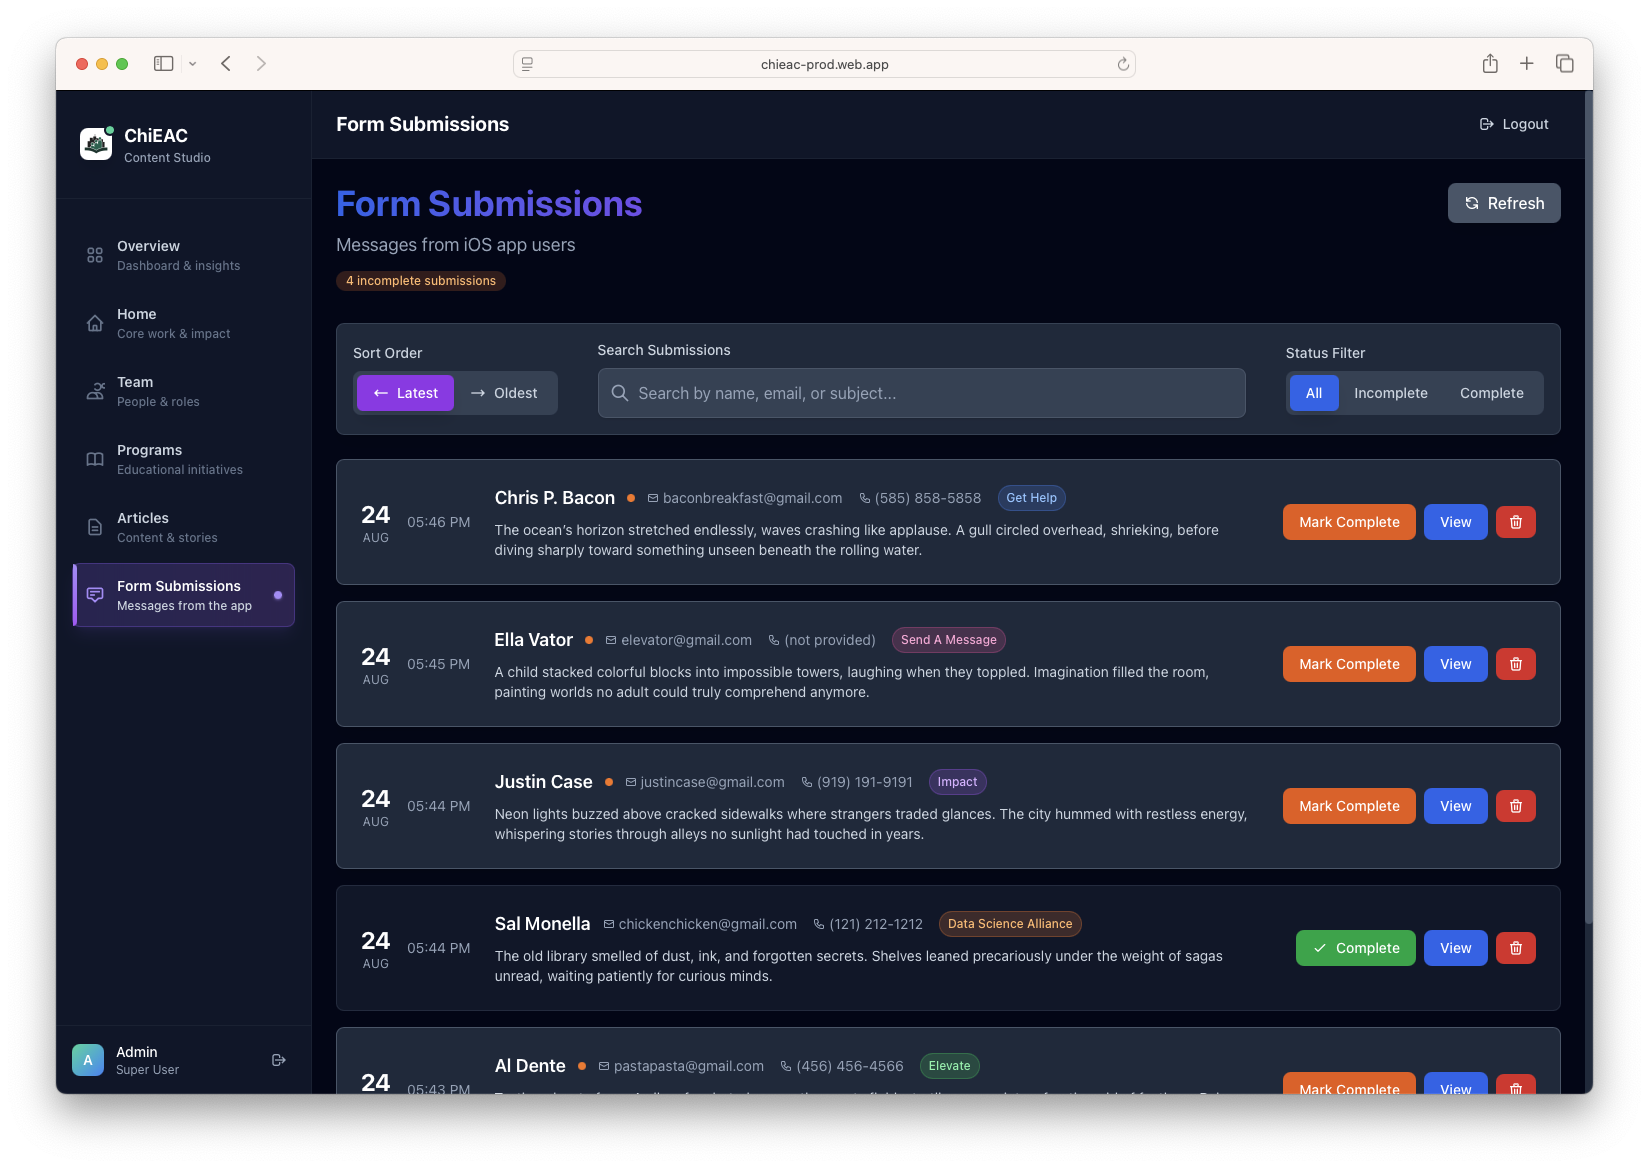 chieac-prod.web.app
ChiEAC
Content Studio
Form Submissions
Logout
Overview
Dashboard & insights
Home
Core work & impact
Team
People & roles
Programs
Educational initiatives
Articles
Content & stories
Form Submissions
Messages from the app
A
Admin
Super User
Form Submissions
Refresh
Messages from iOS app users
4 incomplete submissions
Sort Order
← Latest
→ Oldest
Search Submissions
Search by name, email, or subject...
Status Filter
All
Incomplete
Complete
24
AUG
05:46 PM
Chris P. Bacon
baconbreakfast@gmail.com
(585) 858-5858
Get Help
The ocean’s horizon stretched endlessly, waves crashing like applause. A gull circled overhead, shrieking, before
diving sharply toward something unseen beneath the rolling water.
Mark Complete
View
24
AUG
05:45 PM
Ella Vator
elevator@gmail.com
(not provided)
Send A Message
A child stacked colorful blocks into impossible towers, laughing when they toppled. Imagination filled the room,
painting worlds no adult could truly comprehend anymore.
Mark Complete
View
24
AUG
05:44 PM
Justin Case
justincase@gmail.com
(919) 191-9191
Impact
Neon lights buzzed above cracked sidewalks where strangers traded glances. The city hummed with restless energy,
whispering stories through alleys no sunlight had touched in years.
Mark Complete
View
24
AUG
05:44 PM
Sal Monella
chickenchicken@gmail.com
(121) 212-1212
Data Science Alliance
The old library smelled of dust, ink, and forgotten secrets. Shelves leaned precariously under the weight of sagas
unread, waiting patiently for curious minds.
Complete
View
24
05:43 PM
Al Dente
pastapasta@gmail.com
(456) 456-4566
Elevate
Mark Complete
View